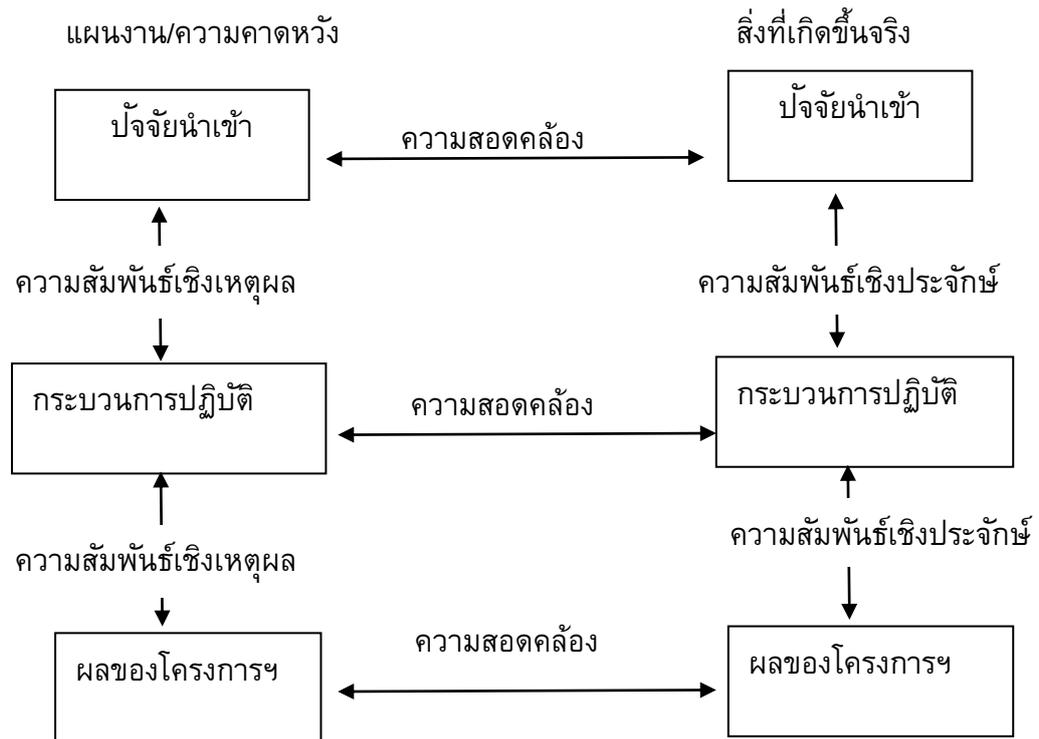 แผนงาน/ความคาดหวัง
สิ่งที่เกิดขึ้นจริง
ปัจจัยนำเข้า
ความสอดคล้อง
ปัจจัยนำเข้า
ความสัมพันธ์เชิงเหตุผล
ความสัมพันธ์เชิงประจักษ์
กระบวนการปฏิบัติ
ความสอดคล้อง
กระบวนการปฏิบัติ
ความสัมพันธ์เชิงเหตุผล
ความสัมพันธ์เชิงประจักษ์
ผลของโครงการฯ
ความสอดคล้อง
ผลของโครงการฯ